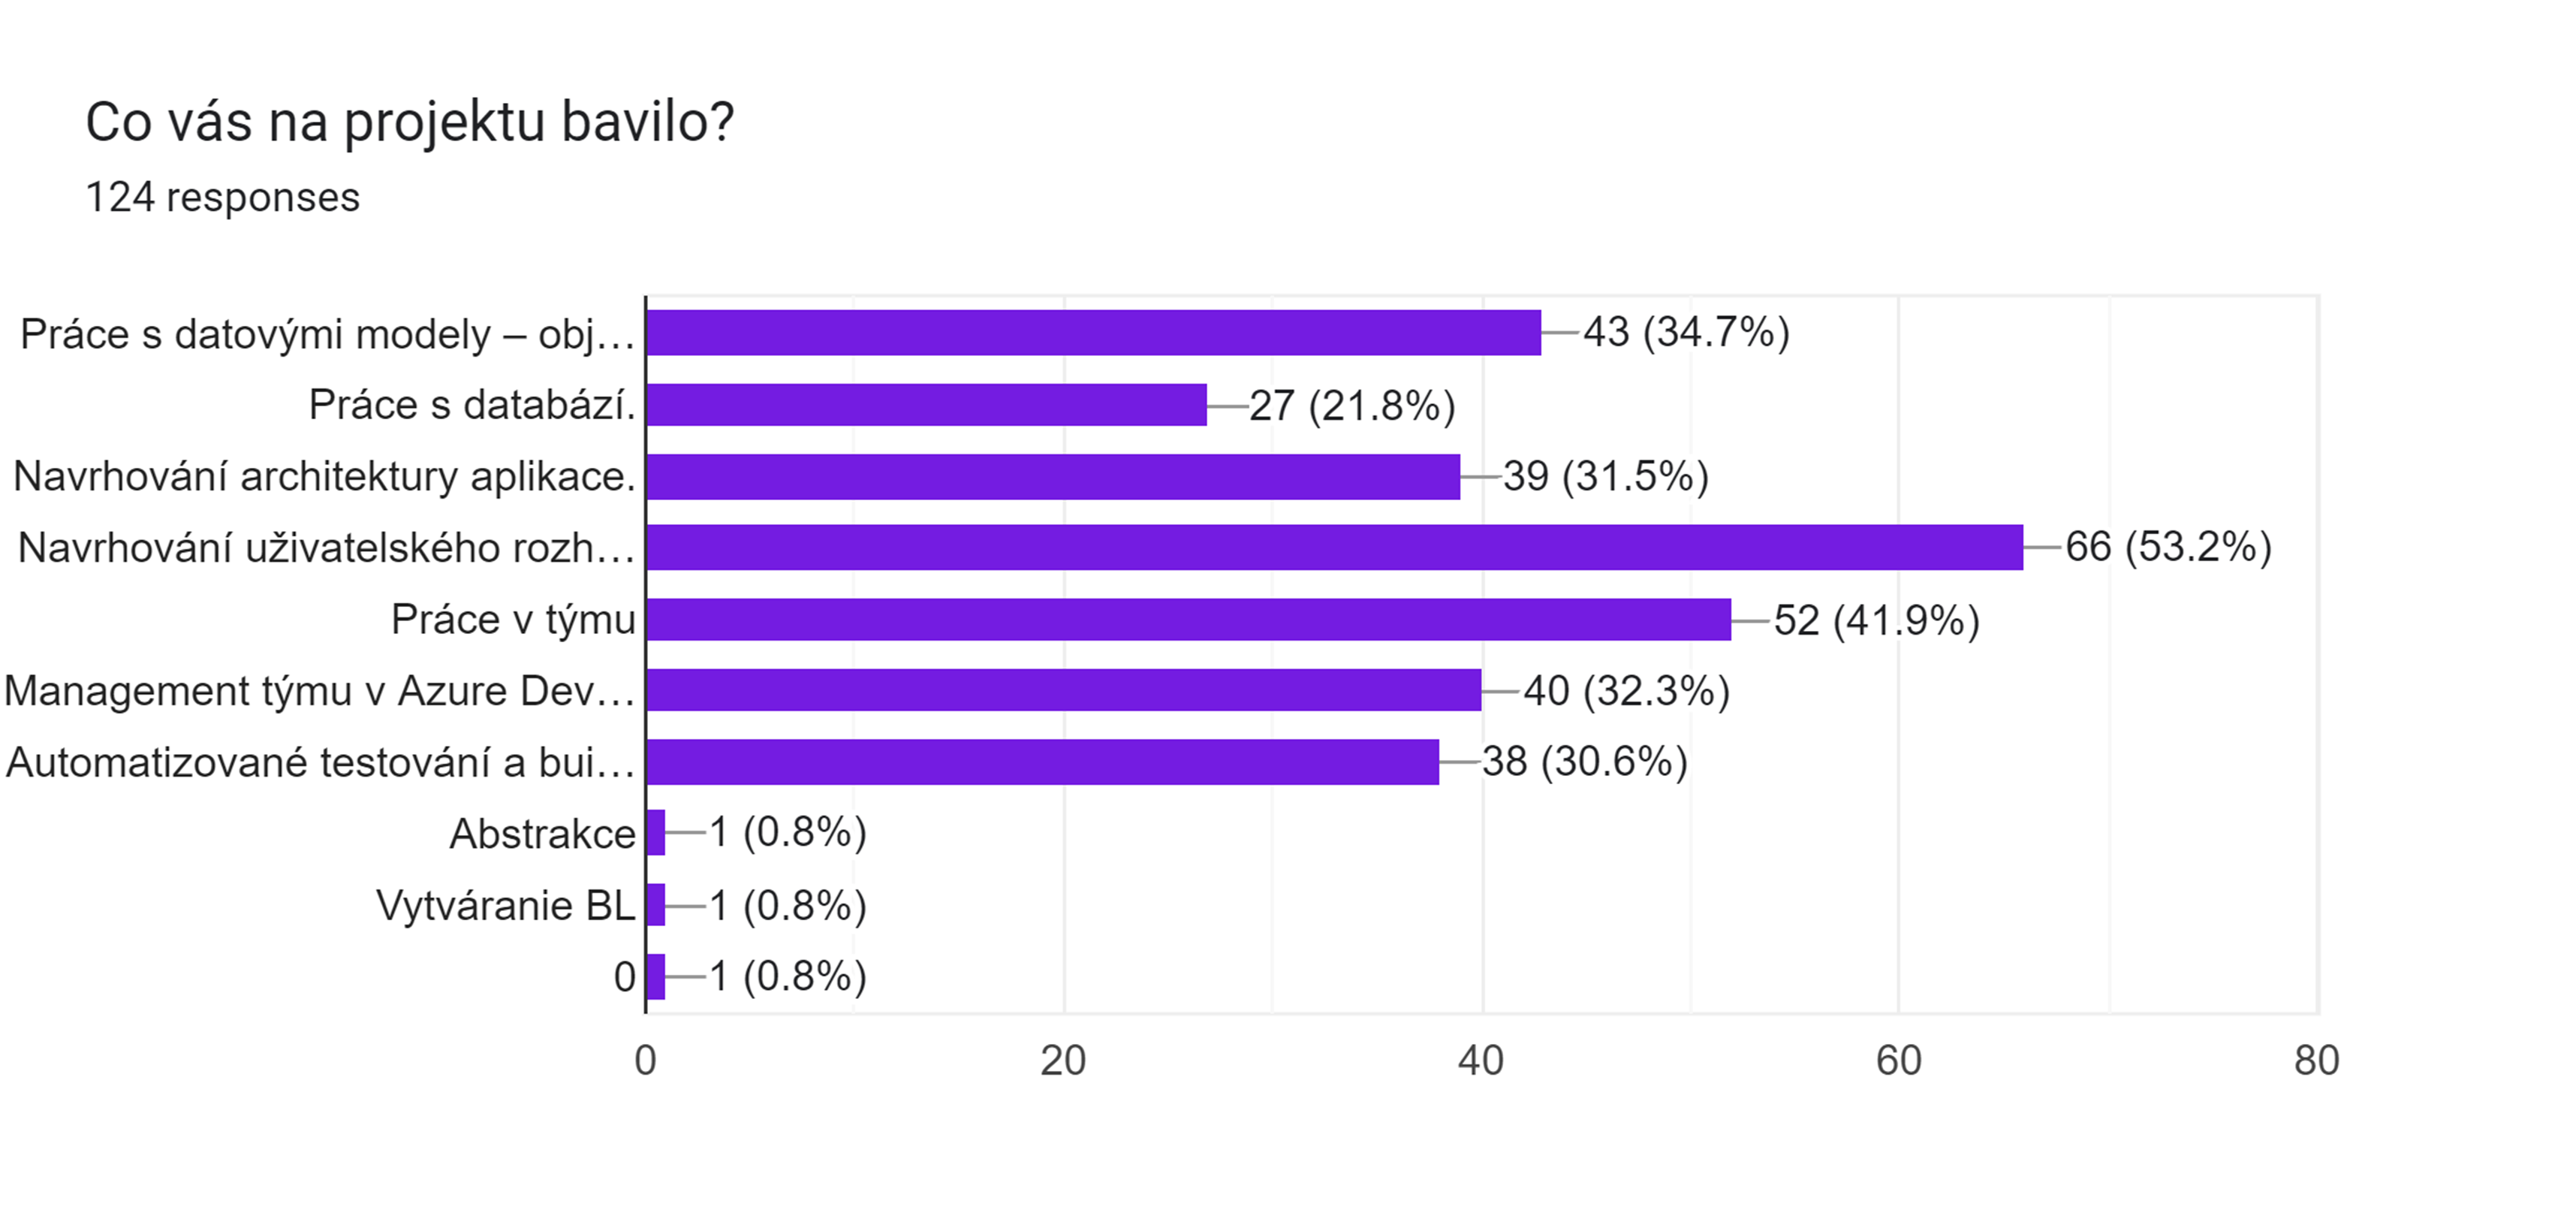 Co vás na projektu bavilo?
124 responses
Práce s datovými modely – obj… 43 (34.7%)
Práce s databází. 27 (21.8%)
Navrhování architektury aplikace. 39 (31.5%)
Navrhování uživatelského rozh… 66 (53.2%)
Práce v týmu 52 (41.9%)
Management týmu v Azure Dev… 40 (32.3%)
Automatizované testování a bui… 38 (30.6%)
Abstrakce 1 (0.8%)
Vytváranie BL 1 (0.8%)
0 1 (0.8%)
0 20 40 60 80